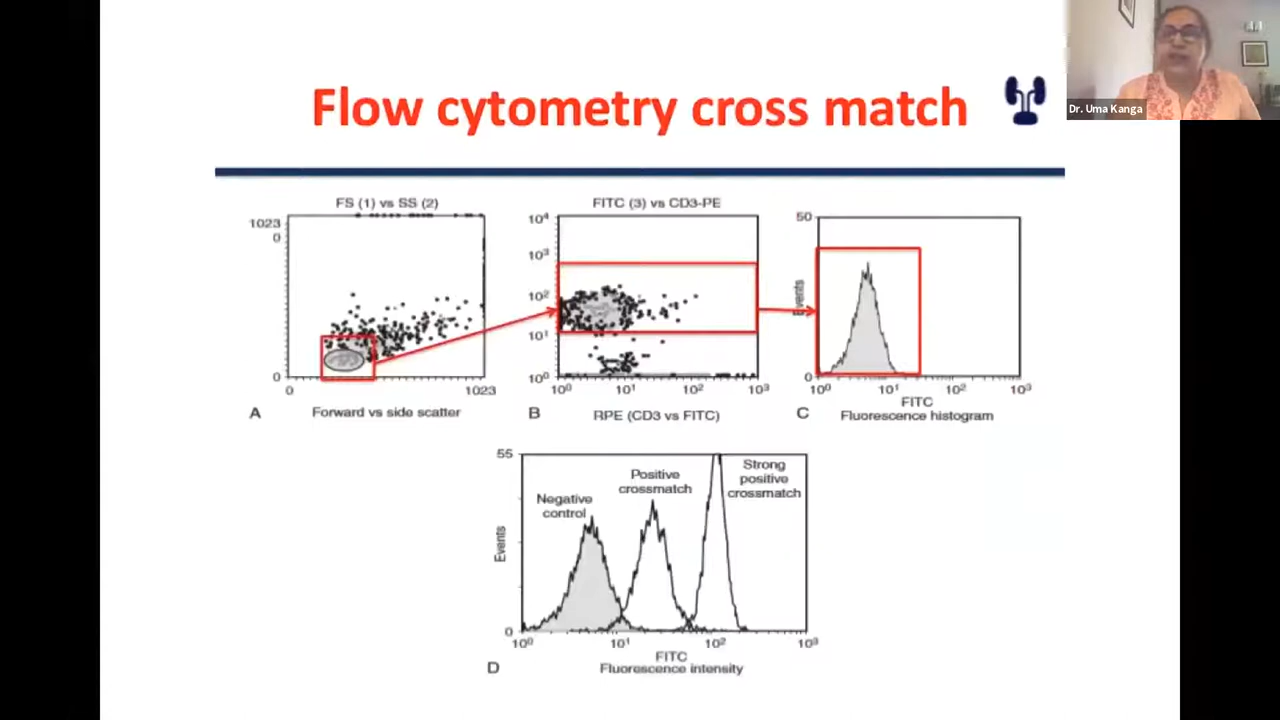 Flow cytometry cross match
Dr. Uma Kanga
FS (1) vs SS (2)
1023
0
0
0
1023
A
Forward vs side scatter
FITC (3) vs CD3-PE
10⁴
10³
10²
10¹
10⁰
10⁰ 10¹ 10² 10³
B
RPE (CD3 vs FITC)
50
Events
0
10⁰ 10¹ 10² 10³
FITC
C
Fluorescence histogram
55
Events
0
Negative
control
Positive
crossmatch
Strong
positive
crossmatch
10⁰ 10¹ 10² 10³
FITC
D
Fluorescence intensity